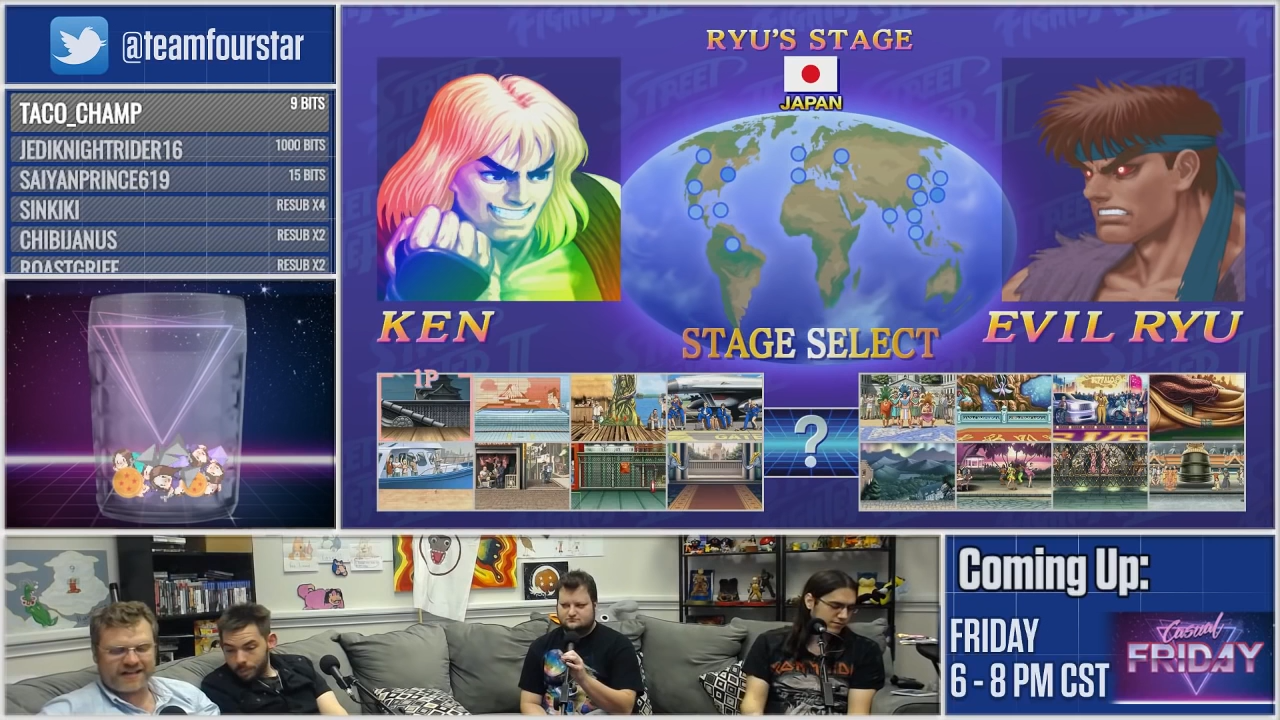 @teamfourstar
TACO_CHAMP 9 BITS
JEDIKNIGHTRIDER16 1000 BITS
SAIYANPRINCE619 15 BITS
SINKIKI RESUB X4
CHIBIJANUS RESUB X2
ROASTGRIFF RESUB X2
RYU'S STAGE
JAPAN
KEN
STAGE SELECT
EVIL RYU
1P
?
Coming Up:
FRIDAY
6 - 8 PM CST
Casual
FRIDAY